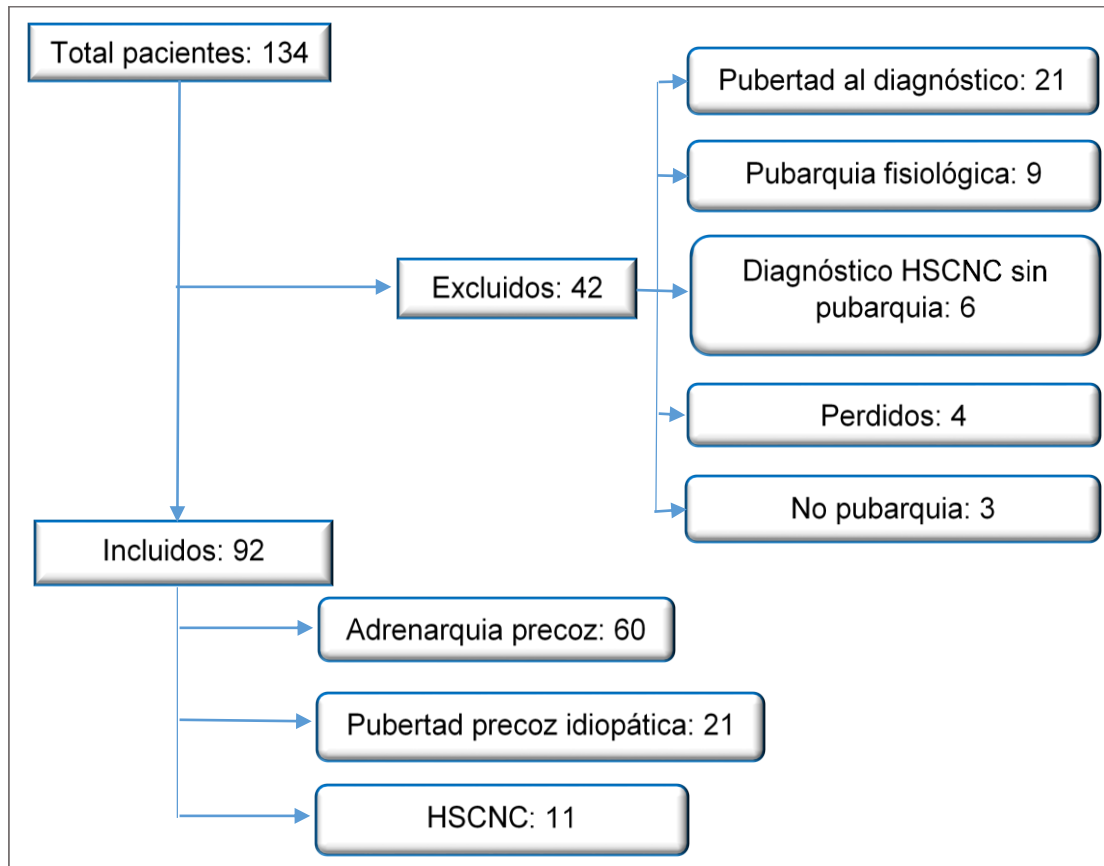 Total pacientes: 134
Pubertad al diagnóstico: 21
Pubarquia fisiológica: 9
Excluidos: 42
Diagnóstico HSCNC sin
pubarquia: 6
Perdidos: 4
No pubarquia: 3
Incluidos: 92
Adrenarquia precoz: 60
Pubertad precoz idiopática: 21
HSCNC: 11